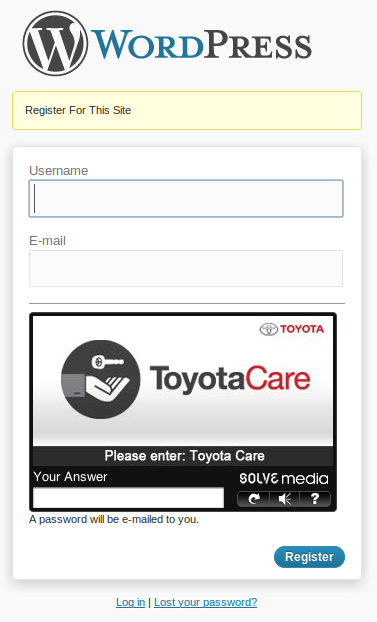 WORDPRESS
Register For This Site
Username
E-mail
TOYOTA
ToyotaCare
Please enter: Toyota Care
Your Answer
SOLVE media
?
A password will be e-mailed to you.
Register
Log in | Lost your password?